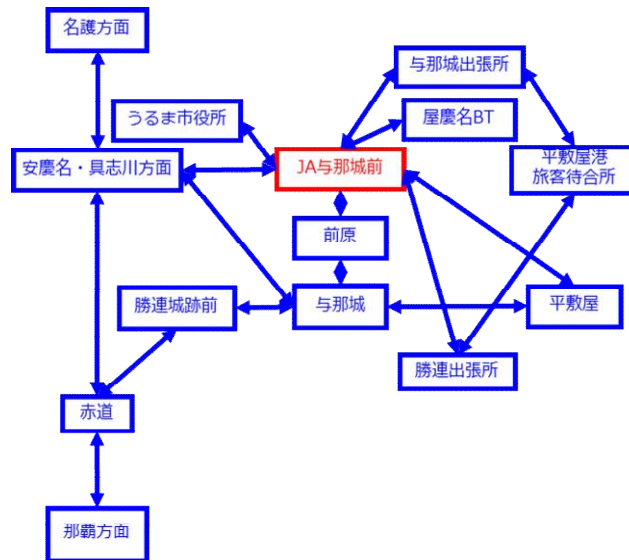 名護方面
与那城出張所
うるま市役所
屋慶名BT
安慶名・具志川方面
JA与那城前
平敷屋港
旅客待合所
前原
勝連城跡前
与那城
平敷屋
勝連出張所
赤道
那覇方面